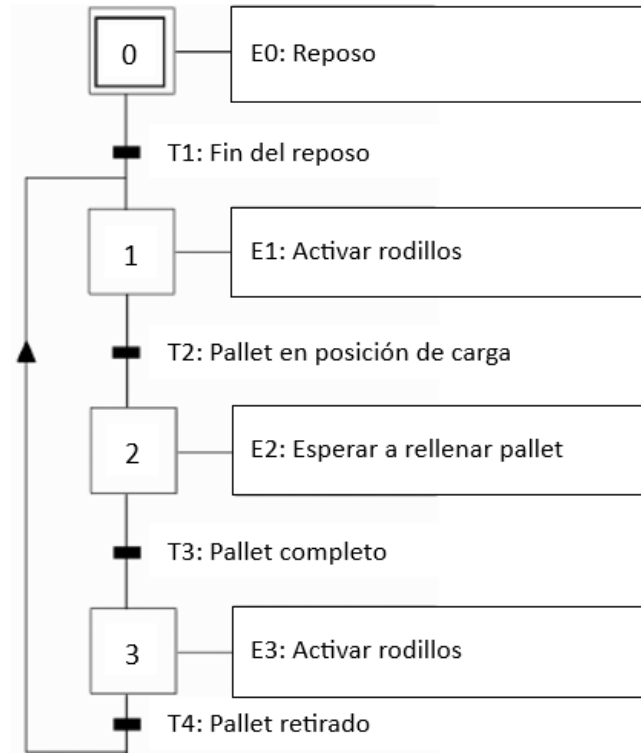 0
E0: Reposo
T1: Fin del reposo
1
E1: Activar rodillos
T2: Pallet en posición de carga
2
E2: Esperar a rellenar pallet
T3: Pallet completo
3
E3: Activar rodillos
T4: Pallet retirado